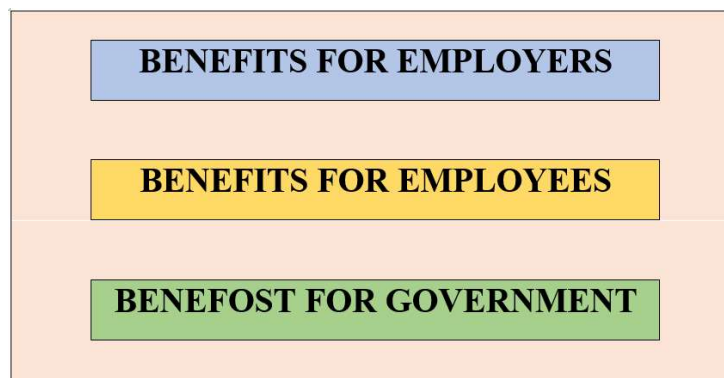 BENEFITS FOR EMPLOYERS
BENEFITS FOR EMPLOYEES
BENEFOST FOR GOVERNMENT